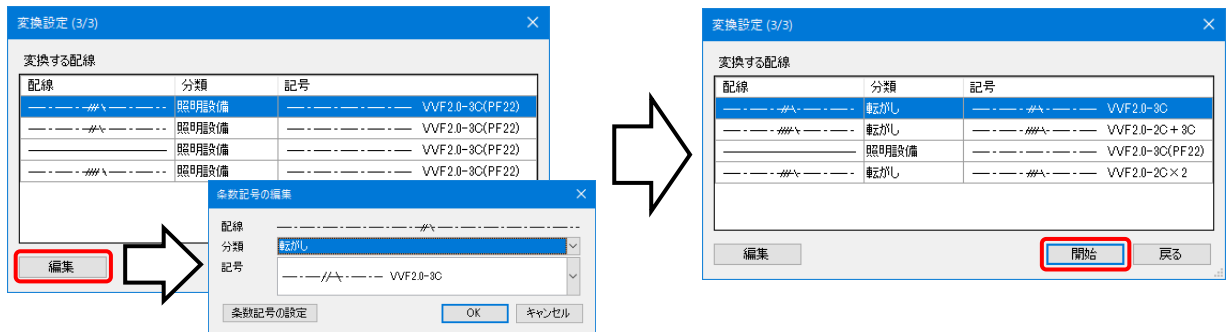 変換設定 (3/3)
変換する配線
配線 分類 記号
照明設備 VVF2.0-3C(PF22)
照明設備 VVF2.0-3C(PF22)
照明設備 VVF2.0-3C(PF22)
照明設備 VVF2.0-3C(PF22)
編集
条数記号の編集
配線
分類 転がし
記号 VVF2.0-3C
条数記号の設定 OK キャンセル
変換設定 (3/3)
変換する配線
配線 分類 記号
転がし VVF2.0-3C
転がし VVF2.0-2C+3C
照明設備 VVF2.0-3C(PF22)
転がし VVF2.0-2C×2
編集 開始 戻る